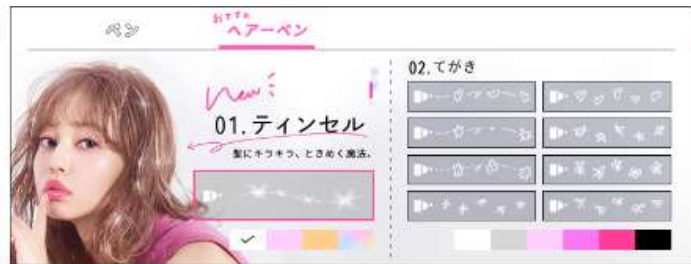 ペン
おすすめ
ヘアーペン
New
01.ティンセル
髪にキラキラ、ときめく魔法。
02.てがき